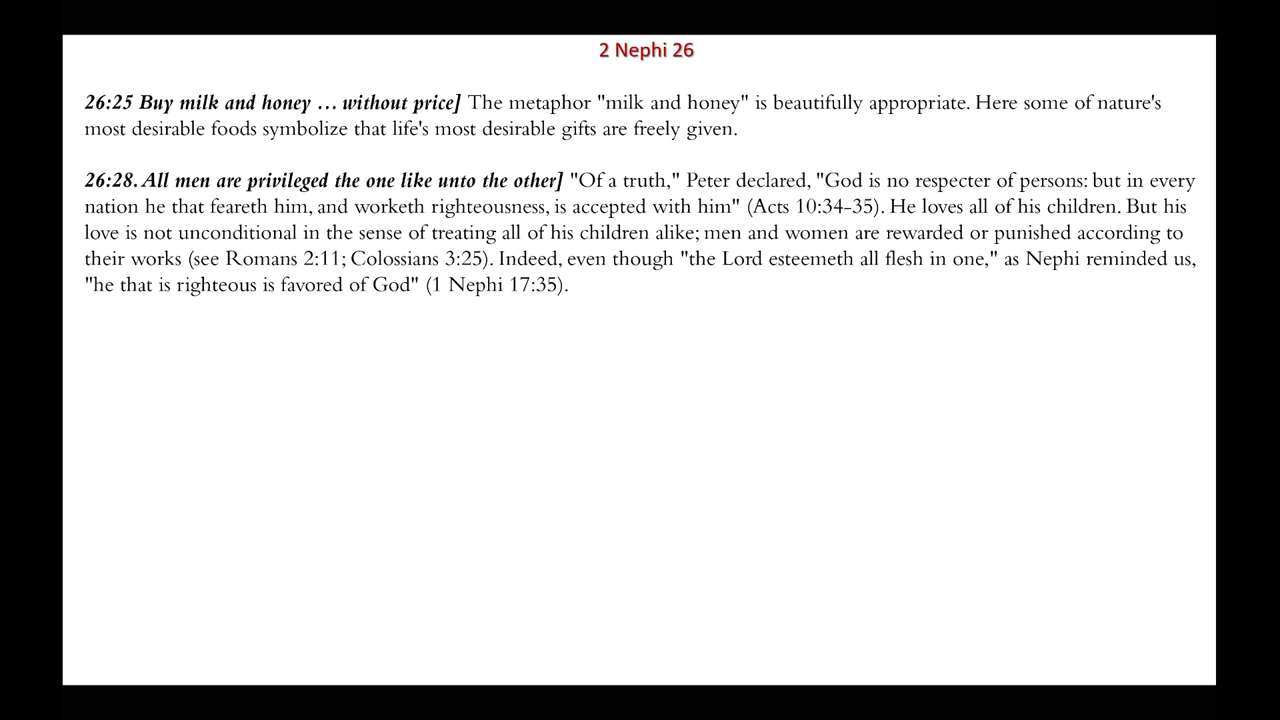 2 Nephi 26
26:25 Buy milk and honey … without price] The metaphor "milk and honey" is beautifully appropriate. Here some of nature's
most desirable foods symbolize that life's most desirable gifts are freely given.
26:28. All men are privileged the one like unto the other] "Of a truth," Peter declared, "God is no respecter of persons: but in every
nation he that feareth him, and worketh righteousness, is accepted with him" (Acts 10:34-35). He loves all of his children. But his
love is not unconditional in the sense of treating all of his children alike; men and women are rewarded or punished according to
their works (see Romans 2:11; Colossians 3:25). Indeed, even though "the Lord esteemeth all flesh in one," as Nephi reminded us,
"he that is righteous is favored of God" (1 Nephi 17:35).